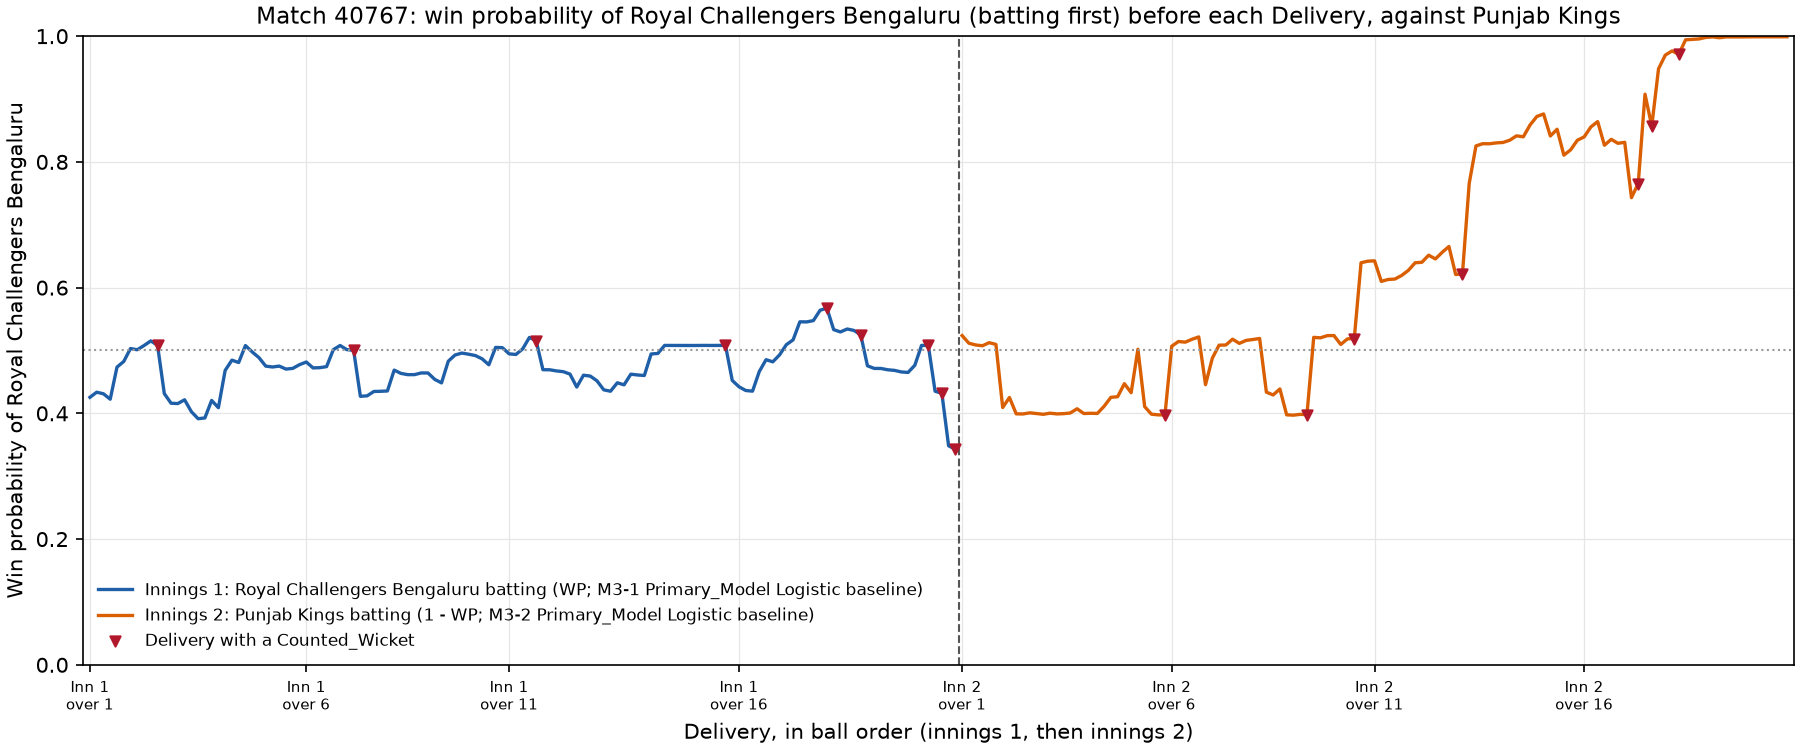 Match 40767: win probability of Royal Challengers Bengaluru (batting first) before each Delivery, against Punjab Kings
Win probability of Royal Challengers Bengaluru
1.0
0.8
0.6
0.4
0.2
0.0
Innings 1: Royal Challengers Bengaluru batting (WP; M3-1 Primary_Model Logistic baseline)
Innings 2: Punjab Kings batting (1 - WP; M3-2 Primary_Model Logistic baseline)
Delivery with a Counted_Wicket
Inn 1
over 1
Inn 1
over 6
Inn 1
over 11
Inn 1
over 16
Inn 2
over 1
Inn 2
over 6
Inn 2
over 11
Inn 2
over 16
Delivery, in ball order (innings 1, then innings 2)